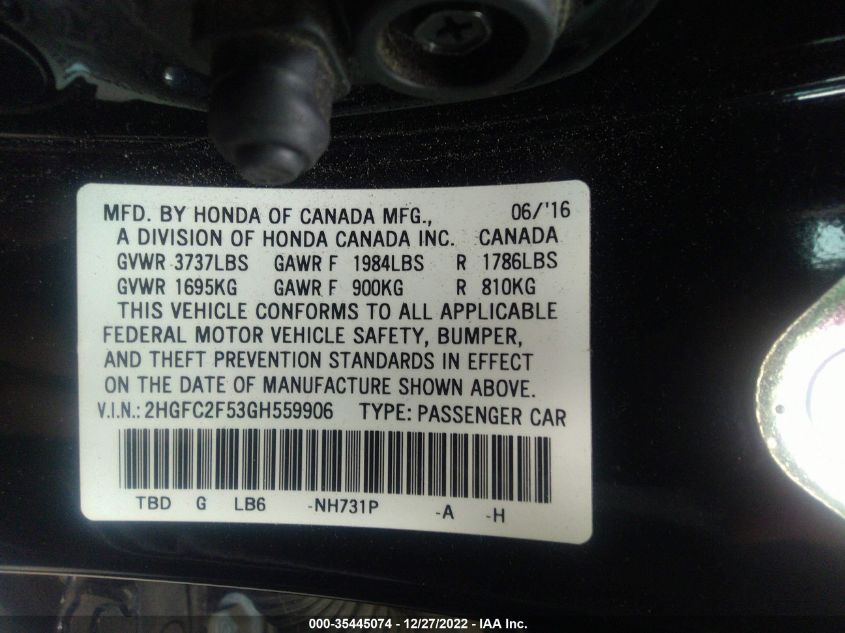 MFD. BY HONDA OF CANADA MFG., 06/'16
A DIVISION OF HONDA CANADA INC. CANADA
GVWR 3737LBS GAWR F 1984LBS R 1786LBS
GVWR 1695KG GAWR F 900KG R 810KG
THIS VEHICLE CONFORMS TO ALL APPLICABLE
FEDERAL MOTOR VEHICLE SAFETY, BUMPER,
AND THEFT PREVENTION STANDARDS IN EFFECT
ON THE DATE OF MANUFACTURE SHOWN ABOVE.
V.I.N.: 2HGFC2F53GH559906 TYPE: PASSENGER CAR
TBD G LB6 -NH731P -A -H
000-35445074 - 12/27/2022 - IAA Inc.